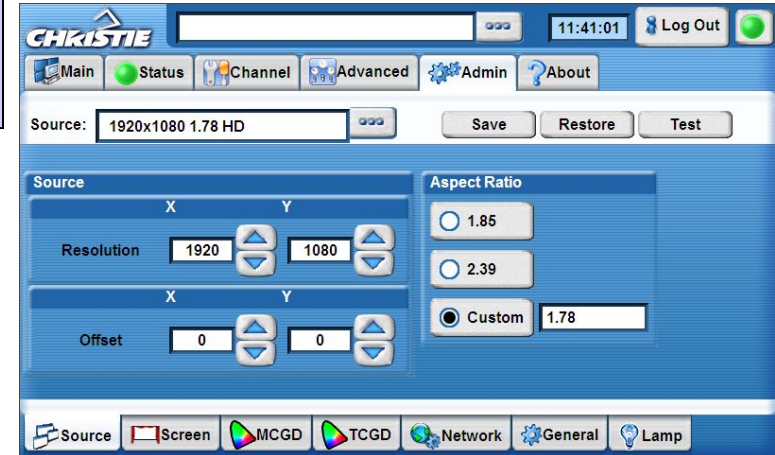 CHRISTIE
11:41:01
Log Out
Main
Status
Channel
Advanced
Admin
About
Source: 1920x1080 1.78 HD
Save
Restore
Test
Source
X Y
Resolution 1920 1080
X Y
Offset 0 0
Aspect Ratio
1.85
2.39
Custom 1.78
Source
Screen
MCGD
TCGD
Network
General
Lamp